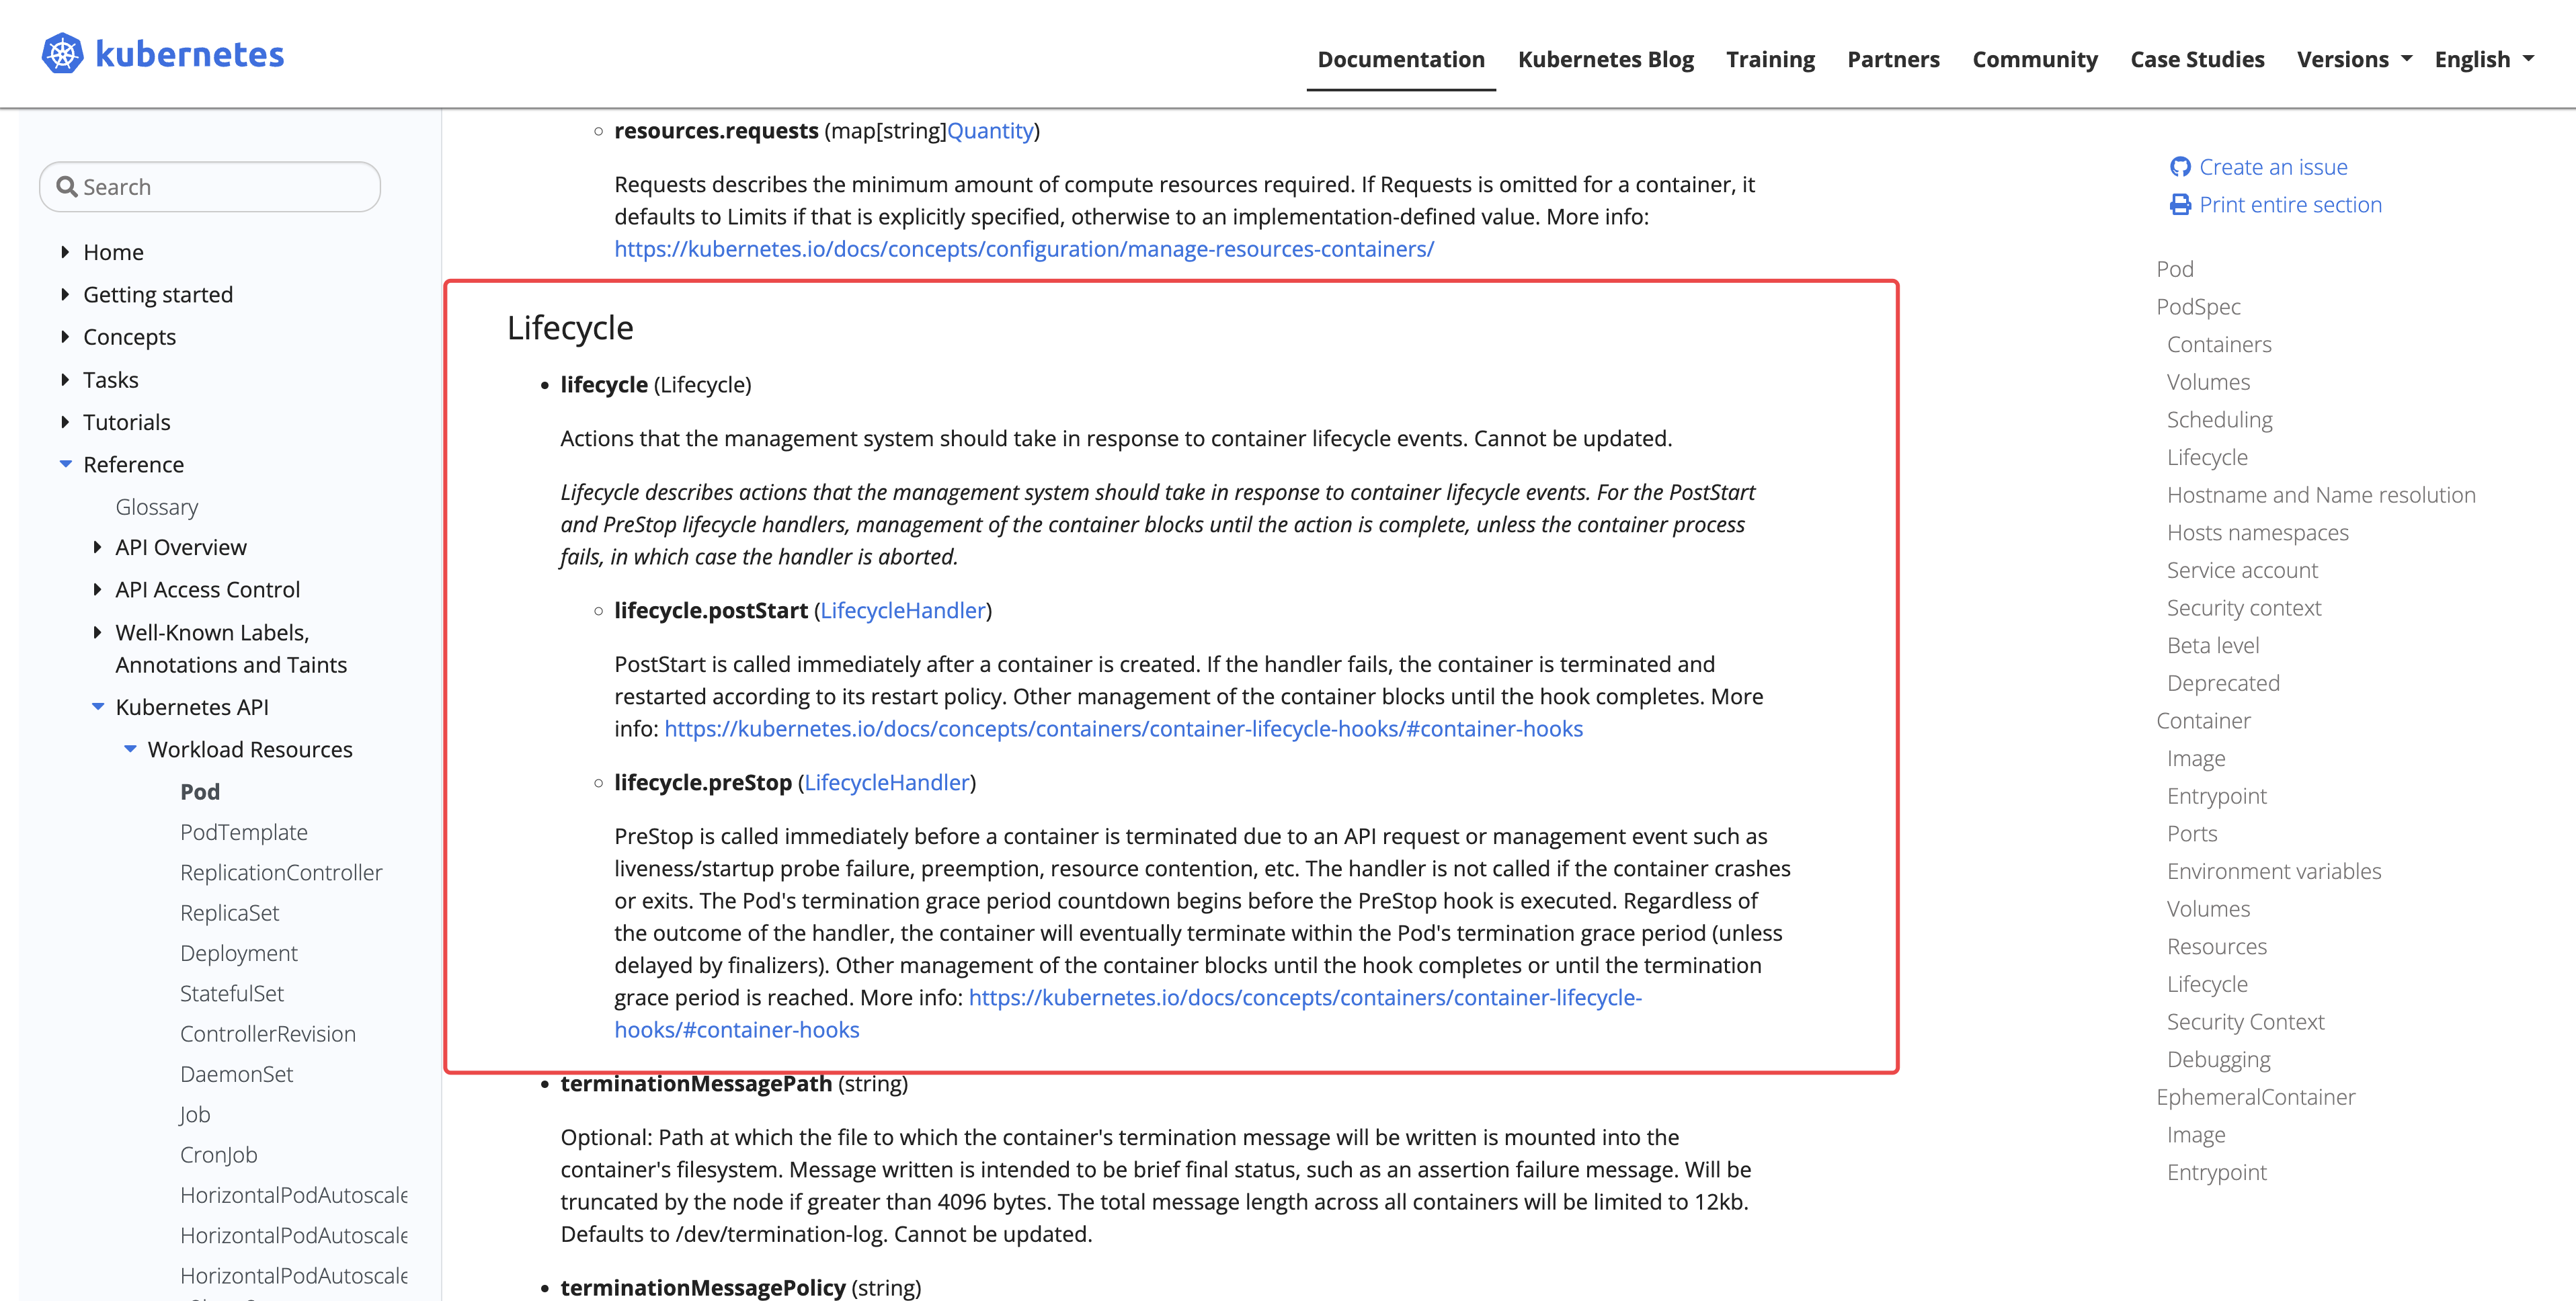 kubernetes
Documentation
Kubernetes Blog
Training
Partners
Community
Case Studies
Versions
English
Search
Home
Getting started
Concepts
Tasks
Tutorials
Reference
Glossary
API Overview
API Access Control
Well-Known Labels,
Annotations and Taints
Kubernetes API
Workload Resources
Pod
PodTemplate
ReplicationController
ReplicaSet
Deployment
StatefulSet
ControllerRevision
DaemonSet
Job
CronJob
HorizontalPodAutoscale
HorizontalPodAutoscale
HorizontalPodAutoscale
resources.requests (map[string]Quantity)
Requests describes the minimum amount of compute resources required. If Requests is omitted for a container, it
defaults to Limits if that is explicitly specified, otherwise to an implementation-defined value. More info:
https://kubernetes.io/docs/concepts/configuration/manage-resources-containers/
Lifecycle
lifecycle (Lifecycle)
Actions that the management system should take in response to container lifecycle events. Cannot be updated.
Lifecycle describes actions that the management system should take in response to container lifecycle events. For the PostStart
and PreStop lifecycle handlers, management of the container blocks until the action is complete, unless the container process
fails, in which case the handler is aborted.
lifecycle.postStart (LifecycleHandler)
PostStart is called immediately after a container is created. If the handler fails, the container is terminated and
restarted according to its restart policy. Other management of the container blocks until the hook completes. More
info: https://kubernetes.io/docs/concepts/containers/container-lifecycle-hooks/#container-hooks
lifecycle.preStop (LifecycleHandler)
PreStop is called immediately before a container is terminated due to an API request or management event such as
liveness/startup probe failure, preemption, resource contention, etc. The handler is not called if the container crashes
or exits. The Pod's termination grace period countdown begins before the PreStop hook is executed. Regardless of
the outcome of the handler, the container will eventually terminate within the Pod's termination grace period (unless
delayed by finalizers). Other management of the container blocks until the hook completes or until the termination
grace period is reached. More info: https://kubernetes.io/docs/concepts/containers/container-lifecycle-
hooks/#container-hooks
terminationMessagePath (string)
Optional: Path at which the file to which the container's termination message will be written is mounted into the
container's filesystem. Message written is intended to be brief final status, such as an assertion failure message. Will be
truncated by the node if greater than 4096 bytes. The total message length across all containers will be limited to 12kb.
Defaults to /dev/termination-log. Cannot be updated.
terminationMessagePolicy (string)
Create an issue
Print entire section
Pod
PodSpec
Containers
Volumes
Scheduling
Lifecycle
Hostname and Name resolution
Hosts namespaces
Service account
Security context
Beta level
Deprecated
Container
Image
Entrypoint
Ports
Environment variables
Volumes
Resources
Lifecycle
Security Context
Debugging
EphemeralContainer
Image
Entrypoint